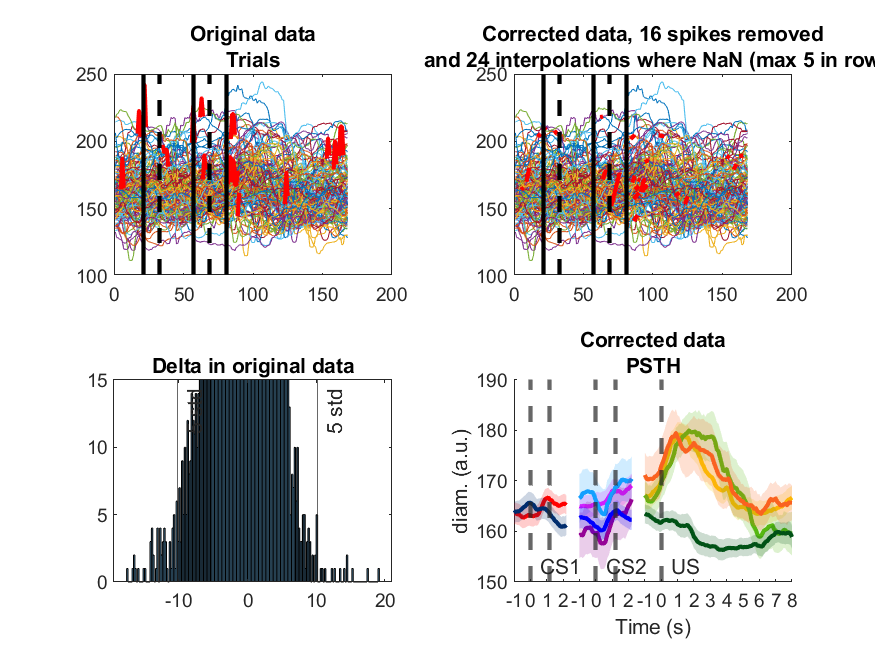 Original data
Trials
250
200
150
100
0 50 100 150 200
Corrected data, 16 spikes removed
and 24 interpolations where NaN (max 5 in row
250
200
150
100
0 50 100 150 200
Delta in original data
15
10
5
0
-10 0 10 20
5 std
Corrected data
PSTH
190
180
170
160
150
diam. (a.u.)
CS1 CS2 US
-1 0 1 2 -1 0 1 2 -1 0 1 2 3 4 5 6 7 8
Time (s)